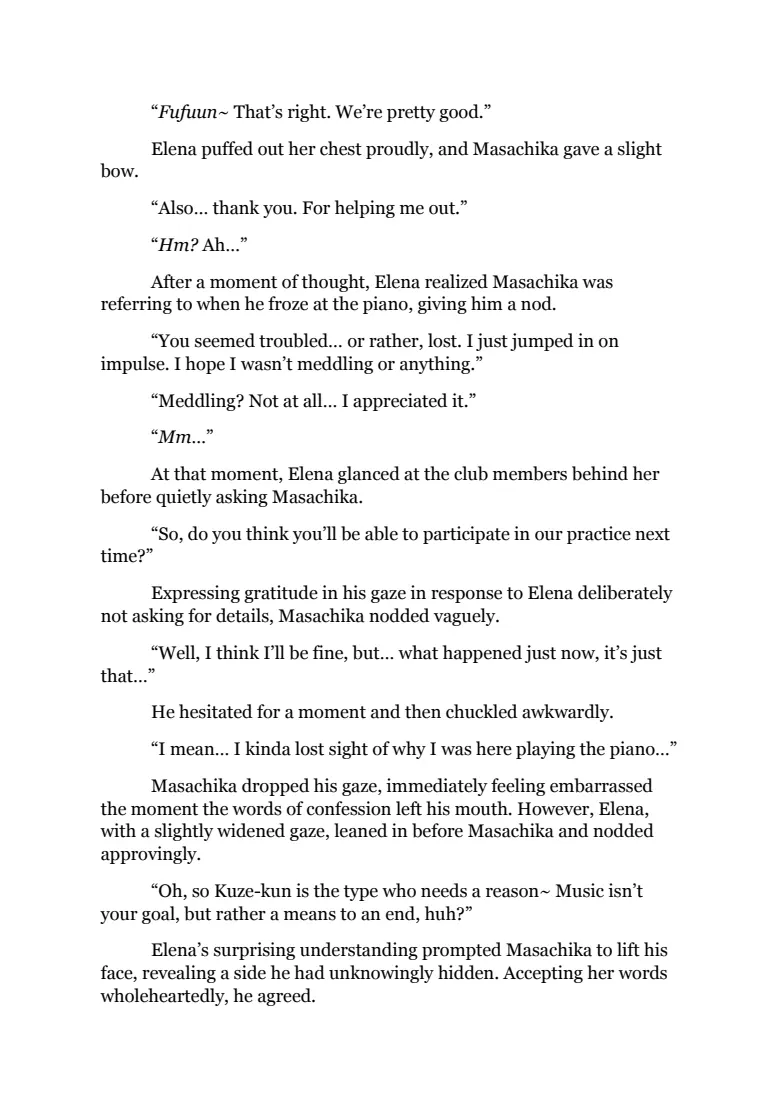 “Fufuun~ That’s right. We’re pretty good.”
Elena puffed out her chest proudly, and Masachika gave a slight
bow.
“Also… thank you. For helping me out.”
“Hm? Ah…”
After a moment of thought, Elena realized Masachika was
referring to when he froze at the piano, giving him a nod.
“You seemed troubled… or rather, lost. I just jumped in on
impulse. I hope I wasn’t meddling or anything.”
“Meddling? Not at all… I appreciated it.”
“Mm…”
At that moment, Elena glanced at the club members behind her
before quietly asking Masachika.
“So, do you think you’ll be able to participate in our practice next
time?”
Expressing gratitude in his gaze in response to Elena deliberately
not asking for details, Masachika nodded vaguely.
“Well, I think I’ll be fine, but… what happened just now, it’s just
that…”
He hesitated for a moment and then chuckled awkwardly.
“I mean… I kinda lost sight of why I was here playing the piano…”
Masachika dropped his gaze, immediately feeling embarrassed
the moment the words of confession left his mouth. However, Elena,
with a slightly widened gaze, leaned in before Masachika and nodded
approvingly.
“Oh, so Kuze-kun is the type who needs a reason~ Music isn’t
your goal, but rather a means to an end, huh?”
Elena’s surprising understanding prompted Masachika to lift his
face, revealing a side he had unknowingly hidden. Accepting her words
wholeheartedly, he agreed.